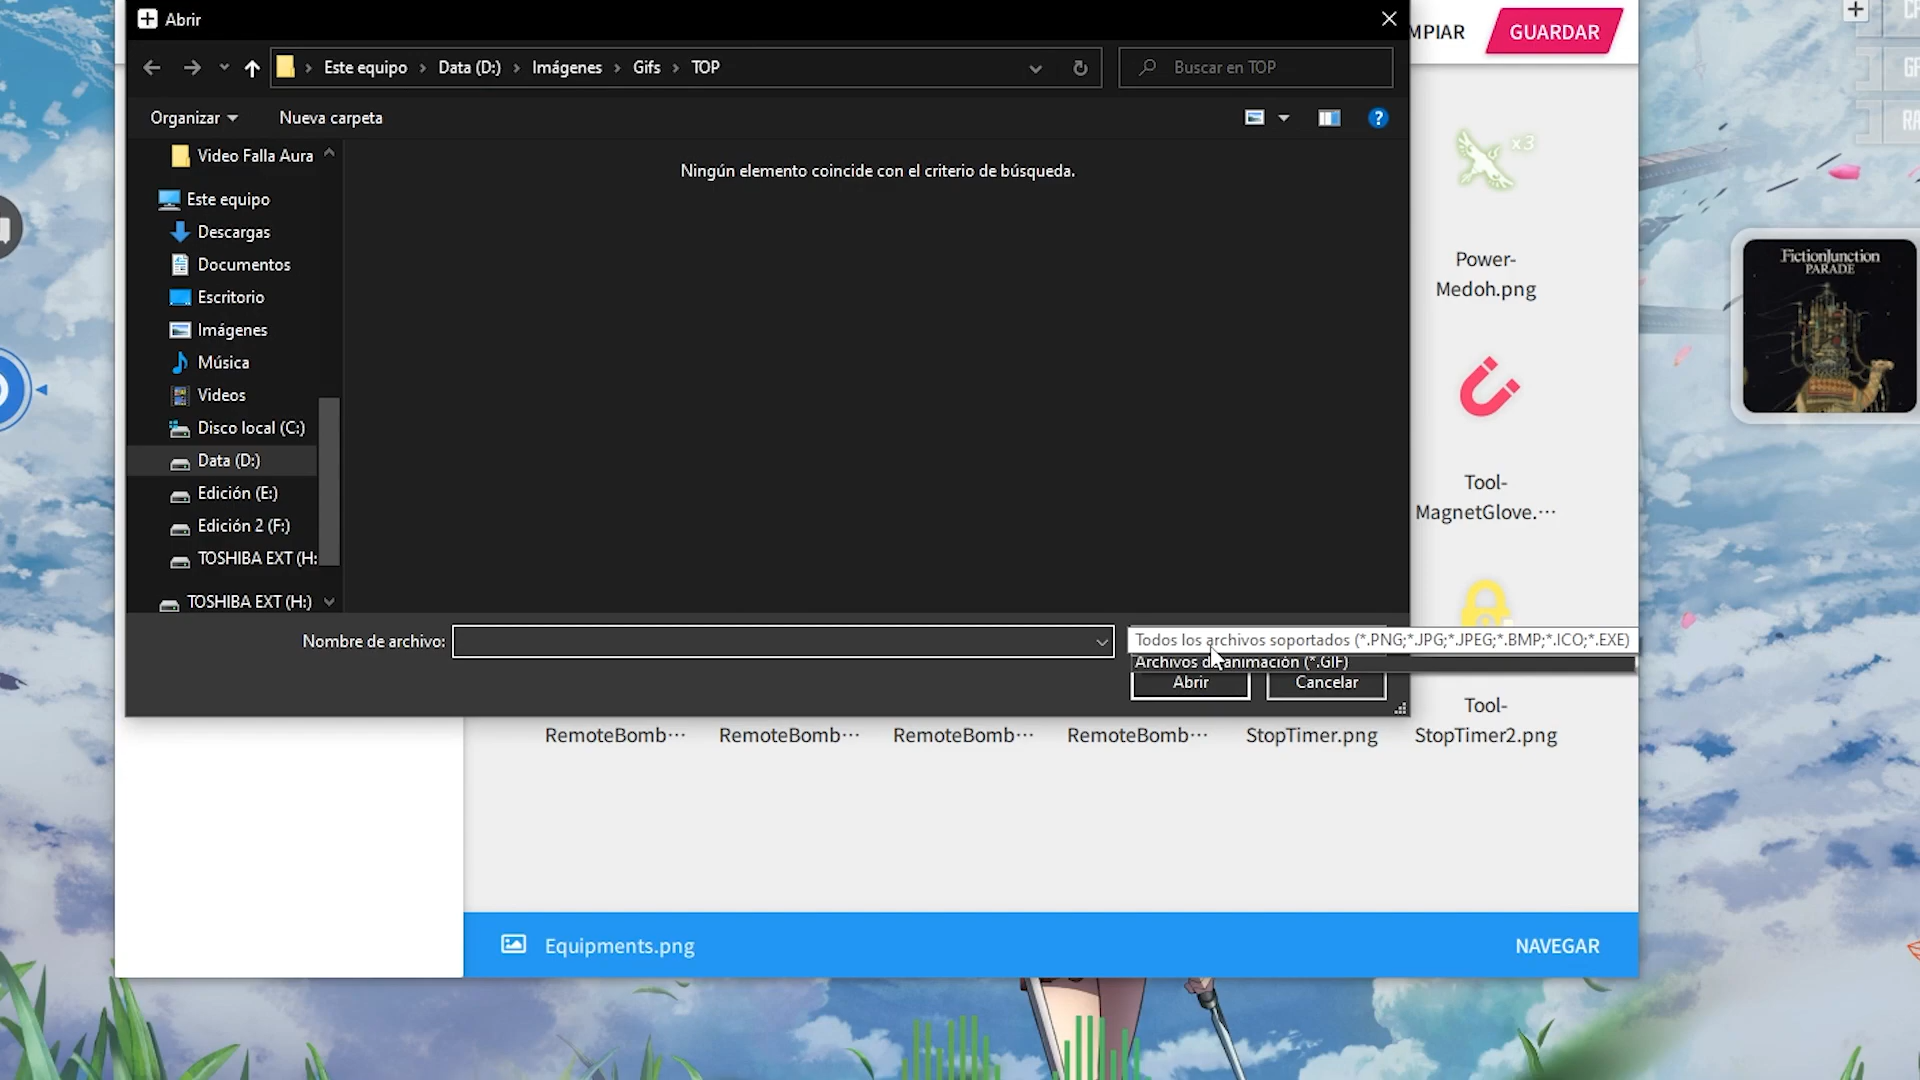 Abrir
MPIAR
GUARDAR
Este equipo
Data (D:)
Imágenes
Gifs
TOP
Buscar en TOP
Organizar
Nueva carpeta
?
Video Falla Aura
Ningún elemento coincide con el criterio de búsqueda.
Este equipo
Descargas
Documentos
Escritorio
Imágenes
Música
Videos
Disco local (C:)
Data (D:)
Edición (E:)
Edición 2 (F:)
TOSHIBA EXT (H:
TOSHIBA EXT (H:)
Nombre de archivo:
Todos los archivos soportados (*.PNG;*.JPG;*.JPEG;*.BMP;*.ICO;*.EXE)
Archivos de animación (*.GIF)
Abrir
Cancelar
x3
Power-
Medoh.png
FictionJunction
PARADE
Tool-
MagnetGlove.···
RemoteBomb···
RemoteBomb···
RemoteBomb···
RemoteBomb···
StopTimer.png
Tool-
StopTimer2.png
Equipments.png
NAVEGAR